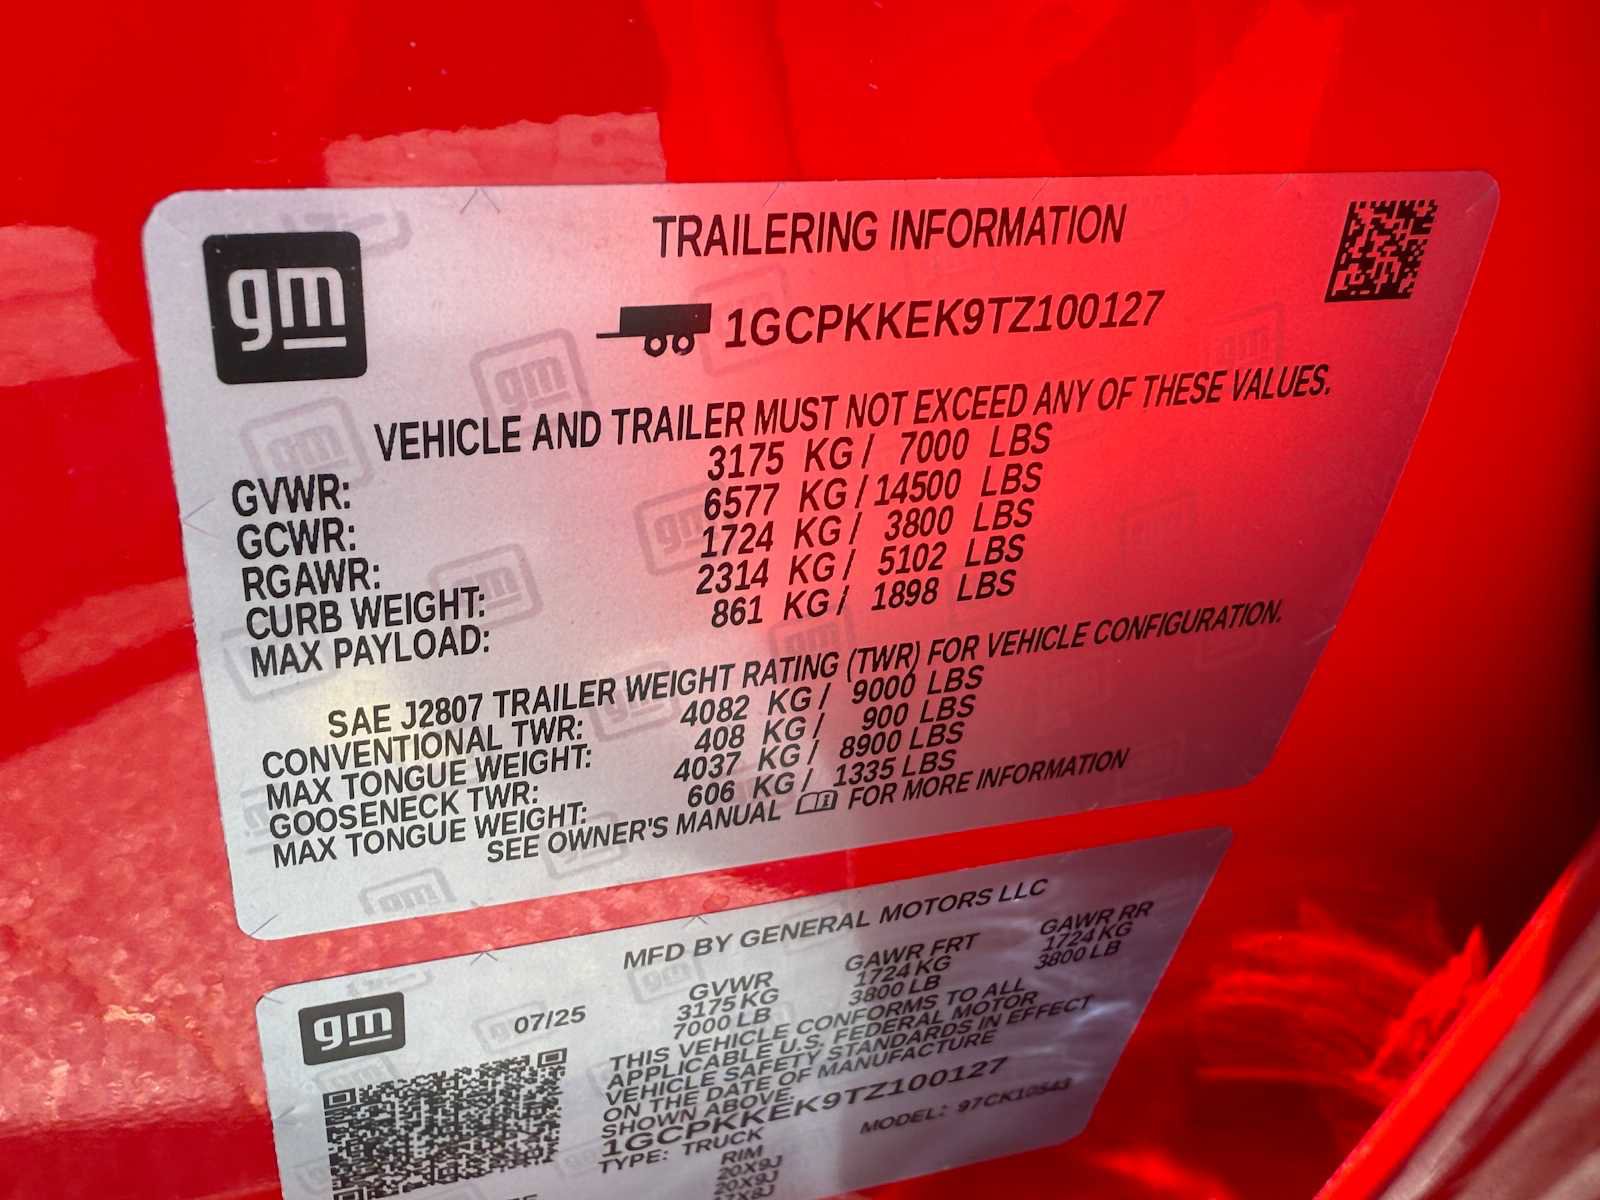 gm
TRAILERING INFORMATION
1GCPKKEK9TZ100127
VEHICLE AND TRAILER MUST NOT EXCEED ANY OF THESE VALUES.
GVWR: 3175 KG / 7000 LBS
GCWR: 6577 KG / 14500 LBS
RGAWR: 1724 KG / 3800 LBS
CURB WEIGHT: 2314 KG / 5102 LBS
MAX PAYLOAD: 861 KG / 1898 LBS
SAE J2807 TRAILER WEIGHT RATING (TWR) FOR VEHICLE CONFIGURATION.
CONVENTIONAL TWR: 4082 KG / 9000 LBS
MAX TONGUE WEIGHT: 408 KG / 900 LBS
GOOSENECK TWR: 4037 KG / 8900 LBS
MAX TONGUE WEIGHT: 606 KG / 1335 LBS
SEE OWNER'S MANUAL FOR MORE INFORMATION
gm
MFD BY GENERAL MOTORS LLC
07/25
GVWR GAWR FRT GAWR RR
3175 KG 1724 KG 1724 KG
7000 LB 3800 LB 3800 LB
THIS VEHICLE CONFORMS TO ALL
APPLICABLE U.S. FEDERAL MOTOR
VEHICLE SAFETY STANDARDS IN EFFECT
ON THE DATE OF MANUFACTURE
SHOWN ABOVE.
1GCPKKEK9TZ100127
TYPE: TRUCK MODEL: 97CK10543
RIM
20X9J
20X9J